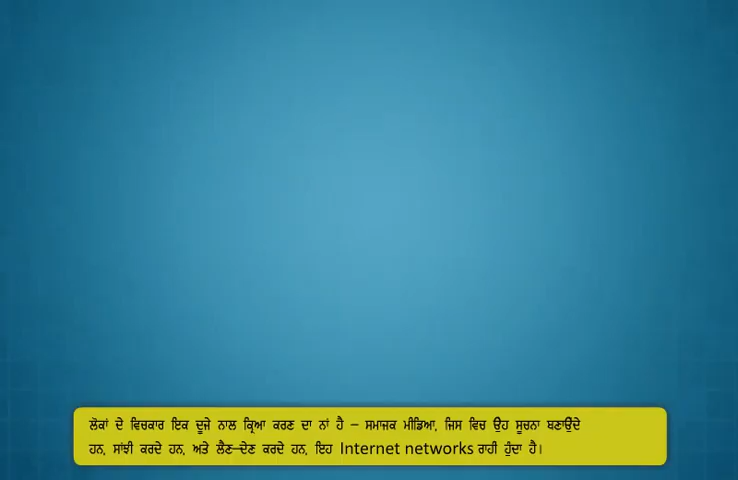 ਲੋਕਾਂ ਦੇ ਵਿਚਕਾਰ ਇਕ ਦੂਜੇ ਨਾਲ ਕ੍ਰਿਆ ਕਰਣ ਦਾ ਨਾਂ ਹੈ – ਸਮਾਜਕ ਮੀਡਿਆ, ਜਿਸ ਵਿਚ ਉਹ ਸੂਚਨਾ ਬਣਾਉਂਦੇ
ਹਨ, ਸਾਂਝੀ ਕਰਦੇ ਹਨ, ਅਤੇ ਲੈਣ–ਦੇਣ ਕਰਦੇ ਹਨ, ਇਹ Internet networks ਰਾਹੀ ਹੁੰਦਾ ਹੈ।